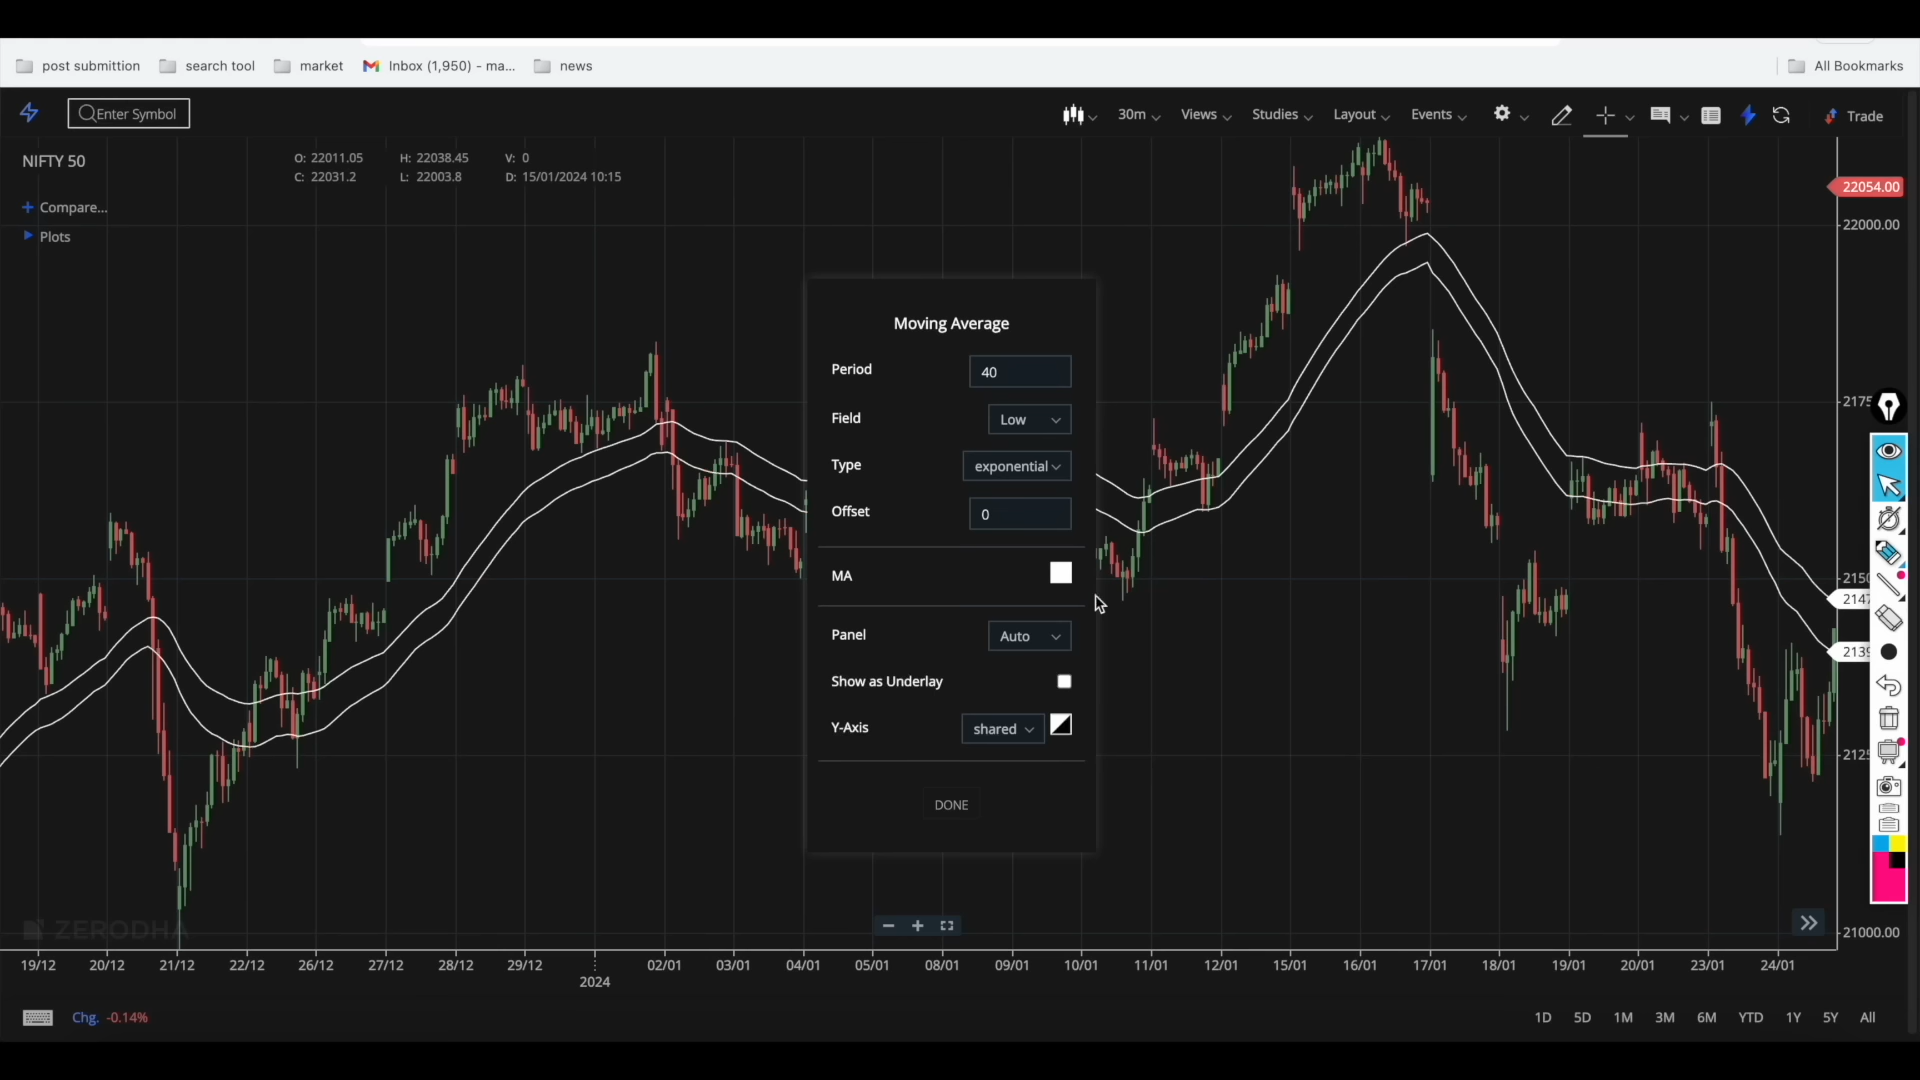 post submittion search tool market Inbox (1,950) - ma... news All Bookmarks
Enter Symbol 30m Views Studies Layout Events Trade
NIFTY 50
O: 22011.05 H: 22038.45 V: 0
C: 22031.2 L: 22003.8 D: 15/01/2024 10:15
+ Compare...
Plots
22054.00
22000.00
2175
2150
2147
2139
2125
21000.00
Moving Average
Period 40
Field Low
Type exponential
Offset 0
MA
Panel Auto
Show as Underlay
Y-Axis shared
DONE
ZERODHA
19/12 20/12 21/12 22/12 26/12 27/12 28/12 29/12 02/01 03/01 04/01 05/01 08/01 09/01 10/01 11/01 12/01 15/01 16/01 17/01 18/01 19/01 20/01 23/01 24/01
2024
Chg. -0.14% 1D 5D 1M 3M 6M YTD 1Y 5Y All